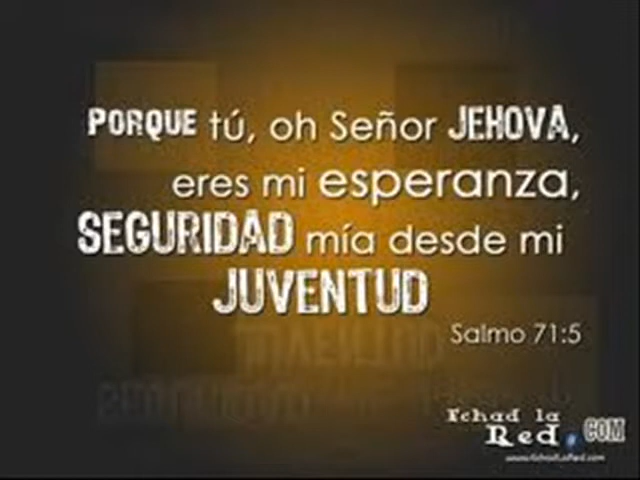 PORQUE tú, oh Señor JEHOVA,
eres mi esperanza,
SEGURIDAD mía desde mi
JUVENTUD
Salmo 71:5
Echad la
Red.COM